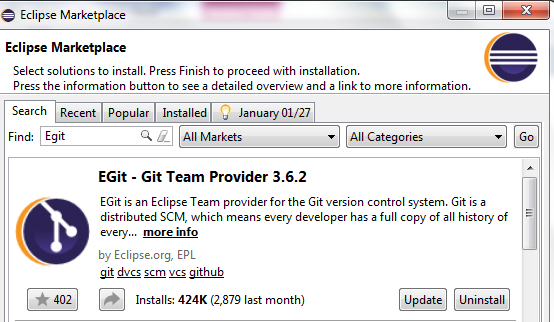 Eclipse Marketplace
Eclipse Marketplace
Select solutions to install. Press Finish to proceed with installation.
Press the information button to see a detailed overview and a link to more information.
Search Recent Popular Installed January 01/27
Find: Egit All Markets All Categories Go
EGit - Git Team Provider 3.6.2
EGit is an Eclipse Team provider for the Git version control system. Git is a
distributed SCM, which means every developer has a full copy of all history of
every... more info
by Eclipse.org, EPL
git dvcs scm vcs github
402 Installs: 424K (2,879 last month) Update Uninstall